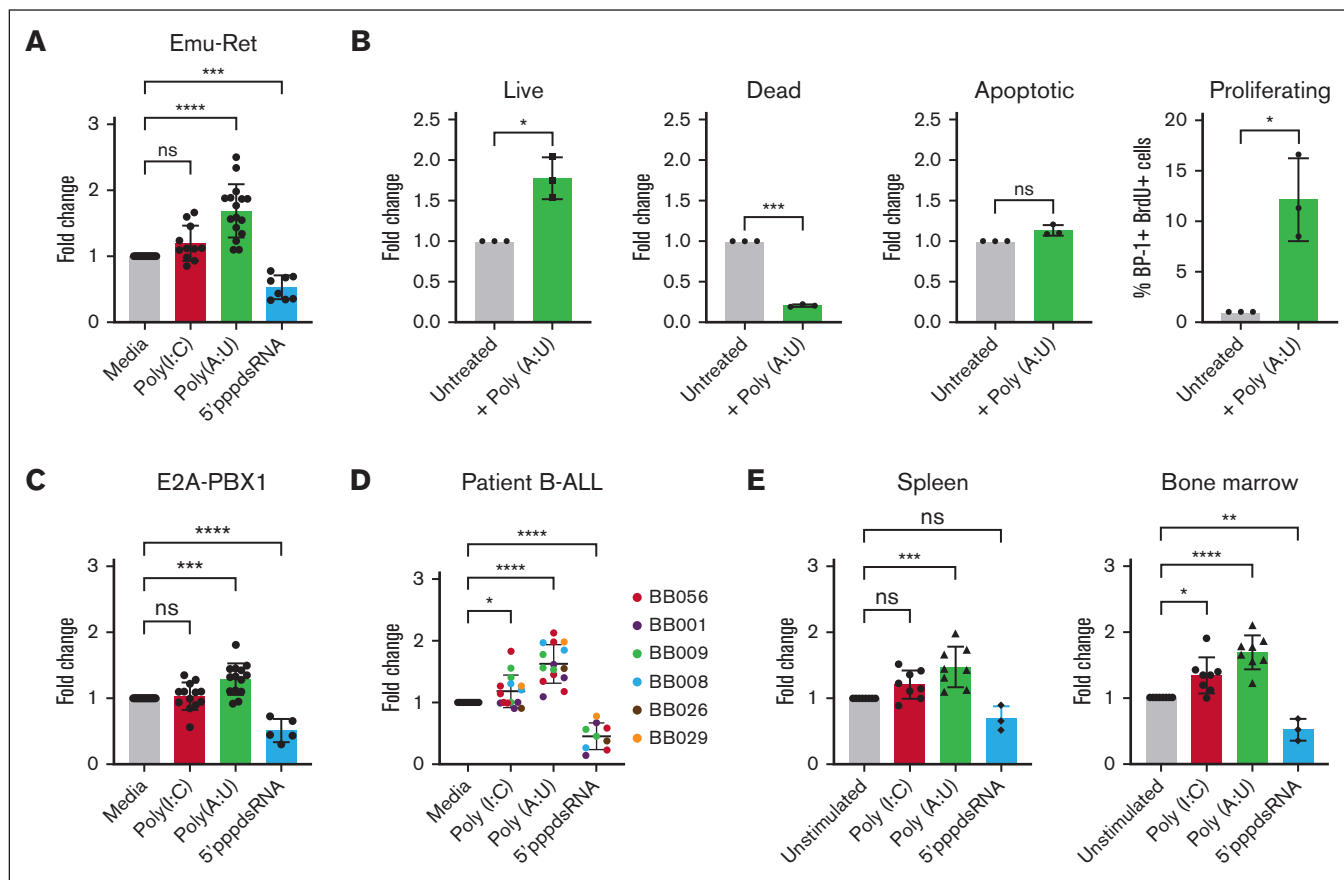 A
Emu-Ret
***
****
ns
Fold change
3
2
1
0
Media
Poly(I:C)
Poly(A:U)
5'pppdsRNA
B
Live
*
Fold change
2.5
2.0
1.5
1.0
0.5
0.0
Untreated
+ Poly (A:U)
Dead
***
Fold change
2.5
2.0
1.5
1.0
0.5
0.0
Untreated
+ Poly (A:U)
Apoptotic
ns
Fold change
2.5
2.0
1.5
1.0
0.5
0.0
Untreated
+ Poly (A:U)
Proliferating
*
% BP-1+ BrdU+ cells
20
15
10
5
0
Untreated
+ Poly (A:U)
C
E2A-PBX1
****
***
ns
Fold change
3
2
1
0
Media
Poly(I:C)
Poly(A:U)
5'pppdsRNA
D
Patient B-ALL
****
****
*
Fold change
3
2
1
0
Media
Poly (I:C)
Poly (A:U)
5'pppdsRNA
BB056
BB001
BB009
BB008
BB026
BB029
E
Spleen
ns
***
ns
Fold change
3
2
1
0
Unstimulated
Poly (I:C)
Poly (A:U)
5'pppdsRNA
Bone marrow
**
****
*
Fold change
3
2
1
0
Unstimulated
Poly (I:C)
Poly (A:U)
5'pppdsRNA